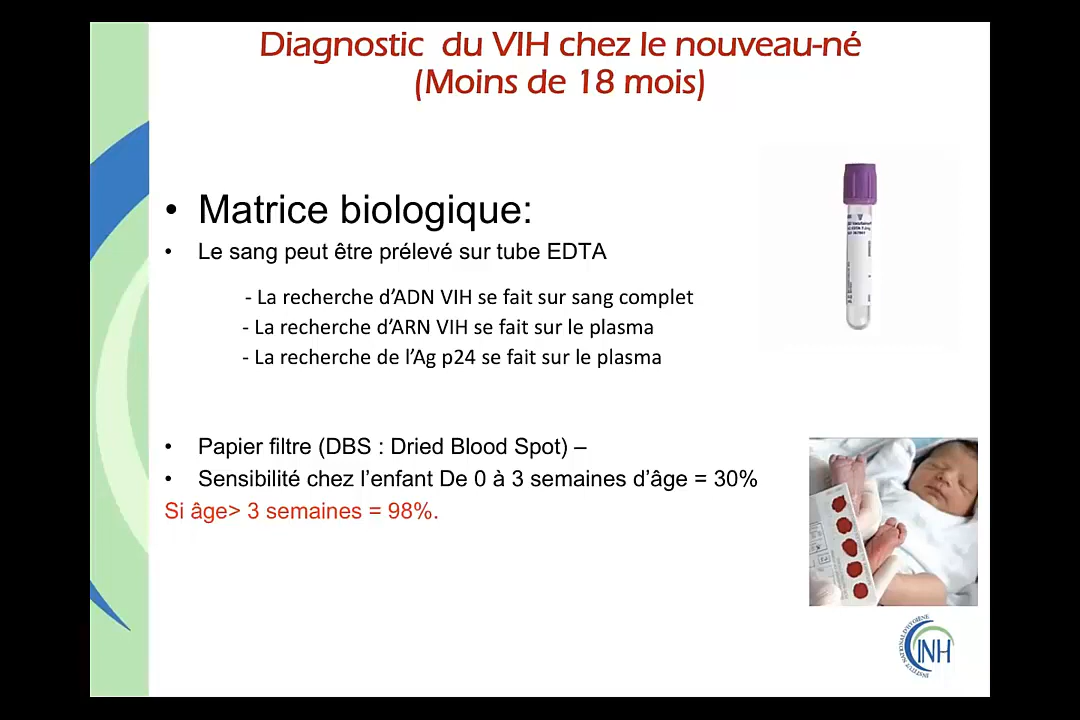 Diagnostic du VIH chez le nouveau-né
(Moins de 18 mois)
• Matrice biologique:
• Le sang peut être prélevé sur tube EDTA
- La recherche d’ADN VIH se fait sur sang complet
- La recherche d’ARN VIH se fait sur le plasma
- La recherche de l’Ag p24 se fait sur le plasma
• Papier filtre (DBS : Dried Blood Spot) –
• Sensibilité chez l’enfant De 0 à 3 semaines d’âge = 30%
Si âge> 3 semaines = 98%.
INSTITUT NATIONAL D'HYGIENE
INH